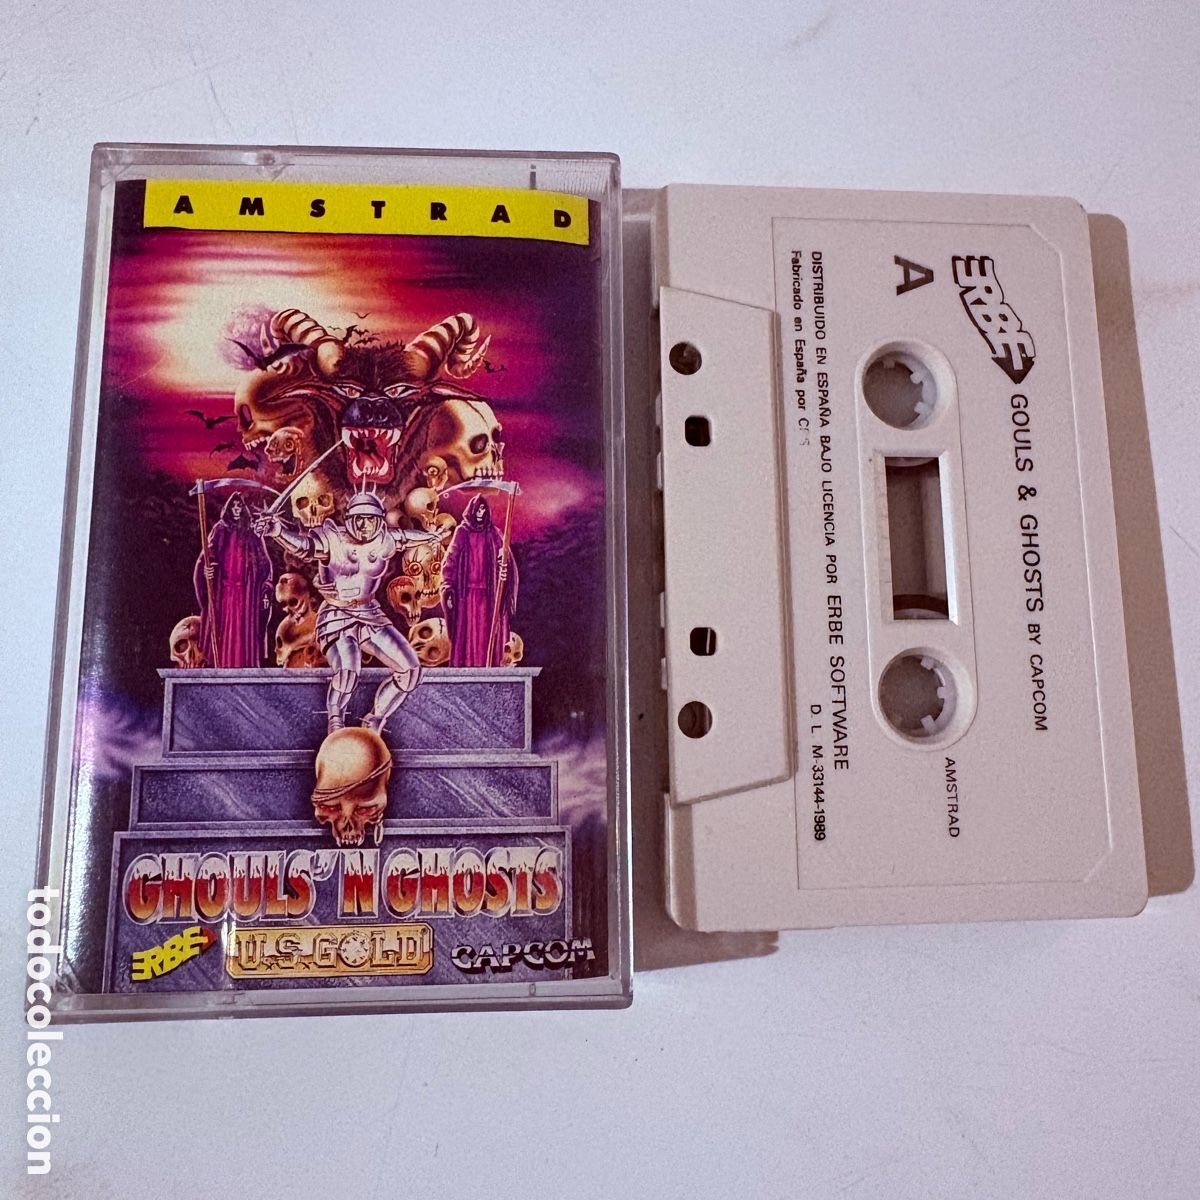 AMSTRAD
GHOULS'N GHOSTS
ERBE
U.S. GOLD
CAPCOM
ERBE
GOULS & GHOSTS BY CAPCOM
A
AMSTRAD
DISTRIBUIDO EN ESPAÑA BAJO LICENCIA POR ERBE SOFTWARE
Fabricado en España por
D. L. M-33144-1989
todocoleccion